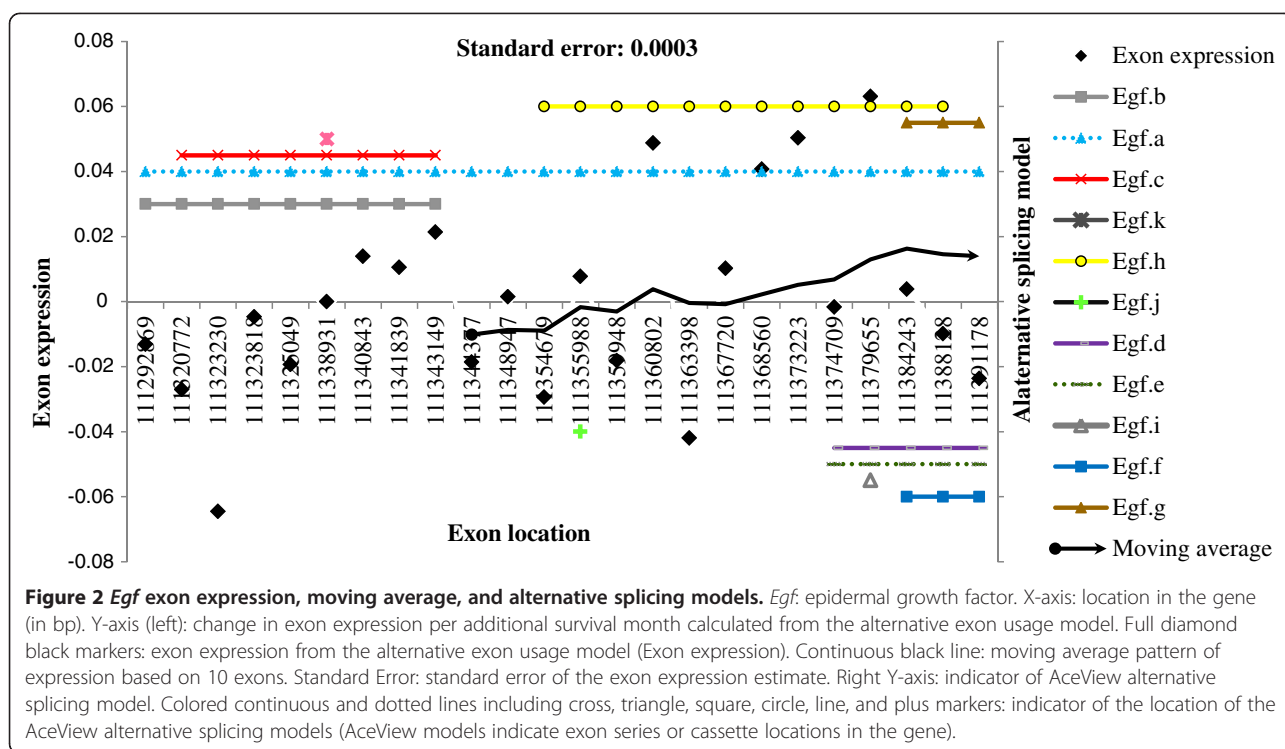 0.08
0.06
0.04
0.02
0
-0.02
-0.04
-0.06
-0.08
Exon expression
Standard error: 0.0003
111320772
111323230
111323818
111325049
111338931
111340843
111341839
111343149
111348947
111354679
111355988
111360802
111363998
111367720
111368560
111373223
111374709
111379655
111384243
111391178
Exon location
Alaternative splicing model
Exon expression
Egf.b
Egf.a
Egf.c
Egf.k
Egf.h
Egf.j
Egf.d
Egf.e
Egf.i
Egf.f
Egf.g
Moving average
Figure 2 Egf exon expression, moving average, and alternative splicing models. Egf: epidermal growth factor. X-axis: location in the gene
(in bp). Y-axis (left): change in exon expression per additional survival month calculated from the alternative exon usage model. Full diamond
black markers: exon expression from the alternative exon usage model (Exon expression). Continuous black line: moving average pattern of
expression based on 10 exons. Standard Error: standard error of the exon expression estimate. Right Y-axis: indicator of AceView alternative
splicing model. Colored continuous and dotted lines including cross, triangle, square, circle, line, and plus markers: indicator of the location of the
AceView alternative splicing models (AceView models indicate exon series or cassette locations in the gene).